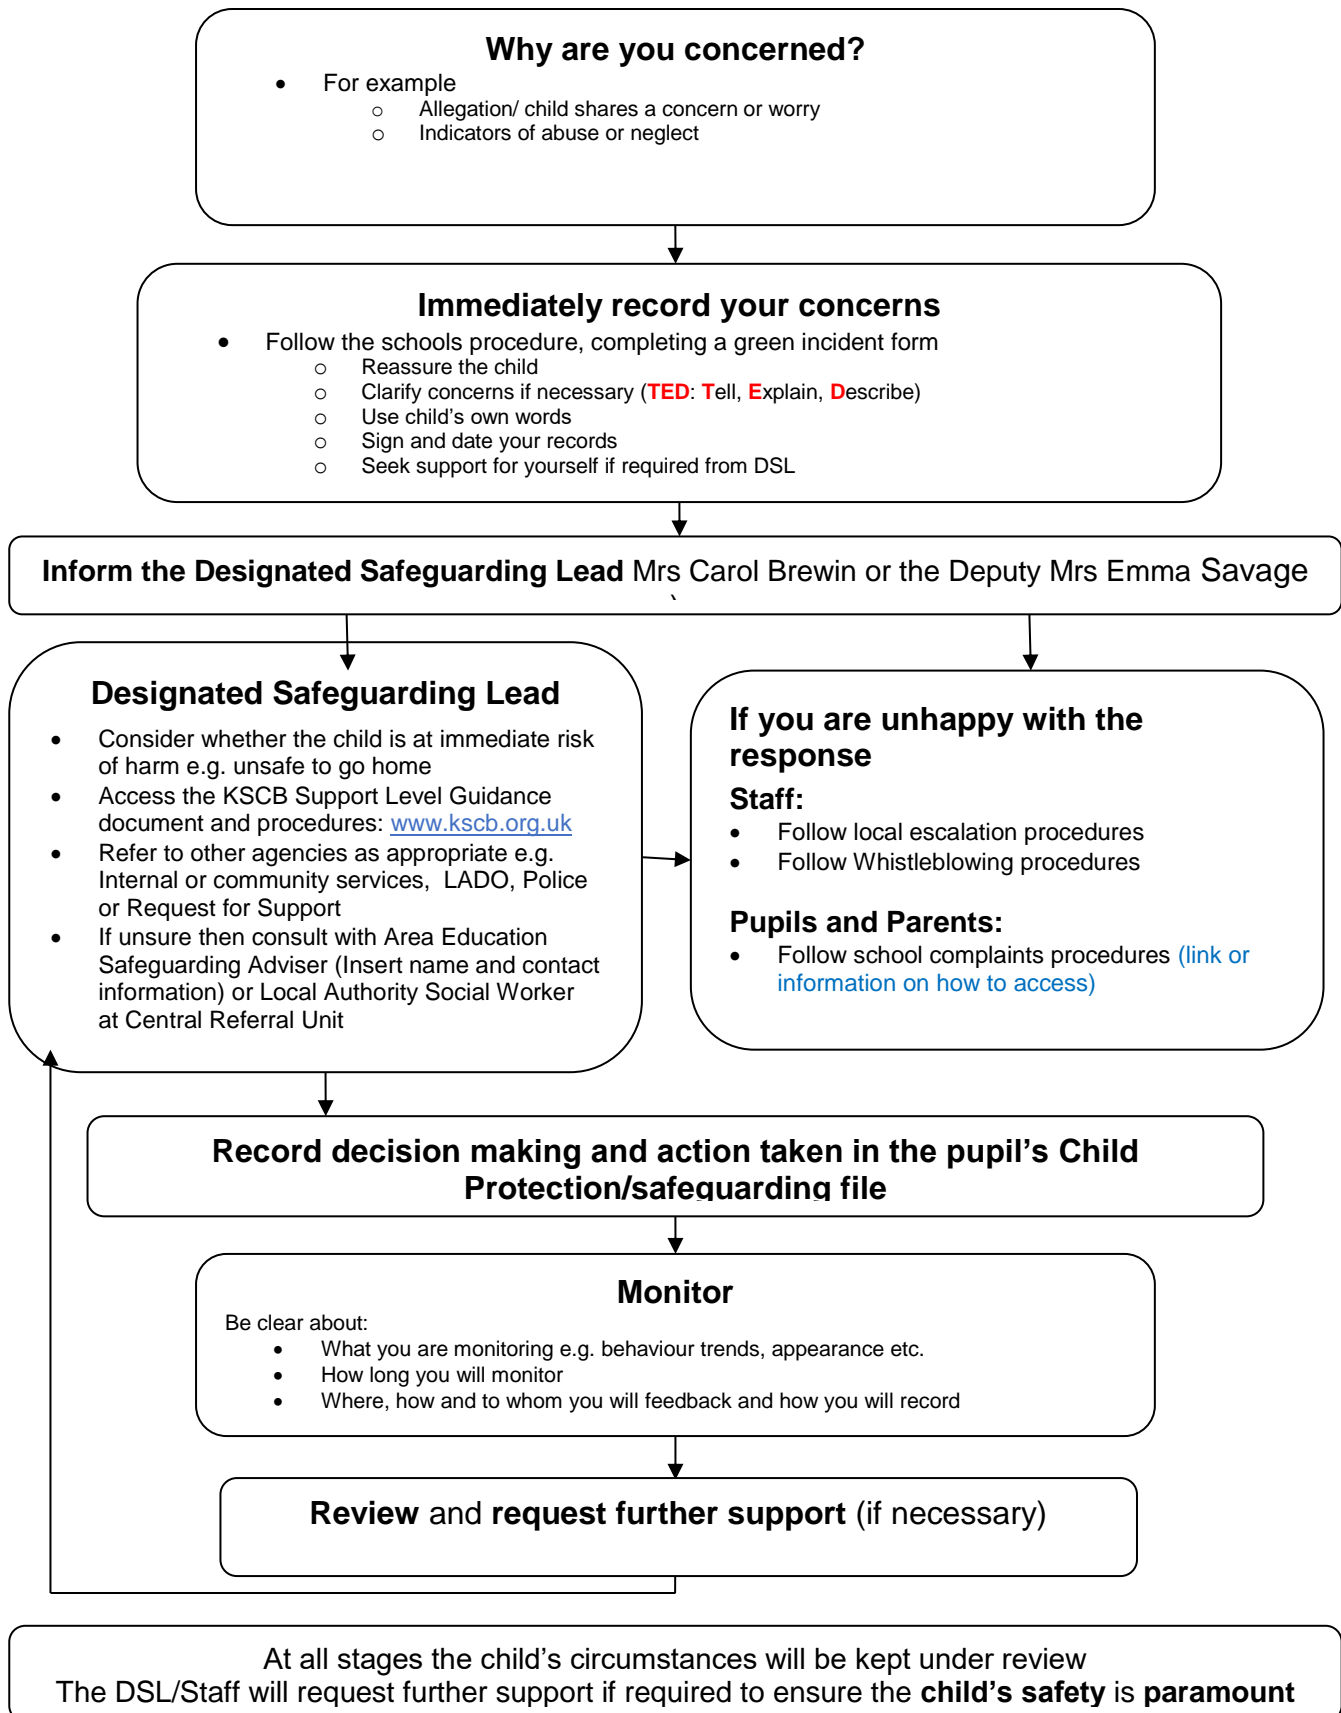 Why are you concerned?
• For example
o Allegation/ child shares a concern or worry
o Indicators of abuse or neglect
Immediately record your concerns
• Follow the schools procedure, completing a green incident form
o Reassure the child
o Clarify concerns if necessary (TED: Tell, Explain, Describe)
o Use child's own words
o Sign and date your records
o Seek support for yourself if required from DSL
Inform the Designated Safeguarding Lead Mrs Carol Brewin or the Deputy Mrs Emma Savage
Designated Safeguarding Lead
• Consider whether the child is at immediate risk
of harm e.g. unsafe to go home
• Access the KSCB Support Level Guidance
document and procedures: www.kscb.org.uk
• Refer to other agencies as appropriate e.g.
Internal or community services, LADO, Police
or Request for Support
• If unsure then consult with Area Education
Safeguarding Adviser (Insert name and contact
information) or Local Authority Social Worker
at Central Referral Unit
If you are unhappy with the
response
Staff:
• Follow local escalation procedures
• Follow Whistleblowing procedures
Pupils and Parents:
• Follow school complaints procedures (link or
information on how to access)
Record decision making and action taken in the pupil's Child
Protection/safeguarding file
Monitor
Be clear about:
• What you are monitoring e.g. behaviour trends, appearance etc.
• How long you will monitor
• Where, how and to whom you will feedback and how you will record
Review and request further support (if necessary)
At all stages the child's circumstances will be kept under review
The DSL/Staff will request further support if required to ensure the child's safety is paramount